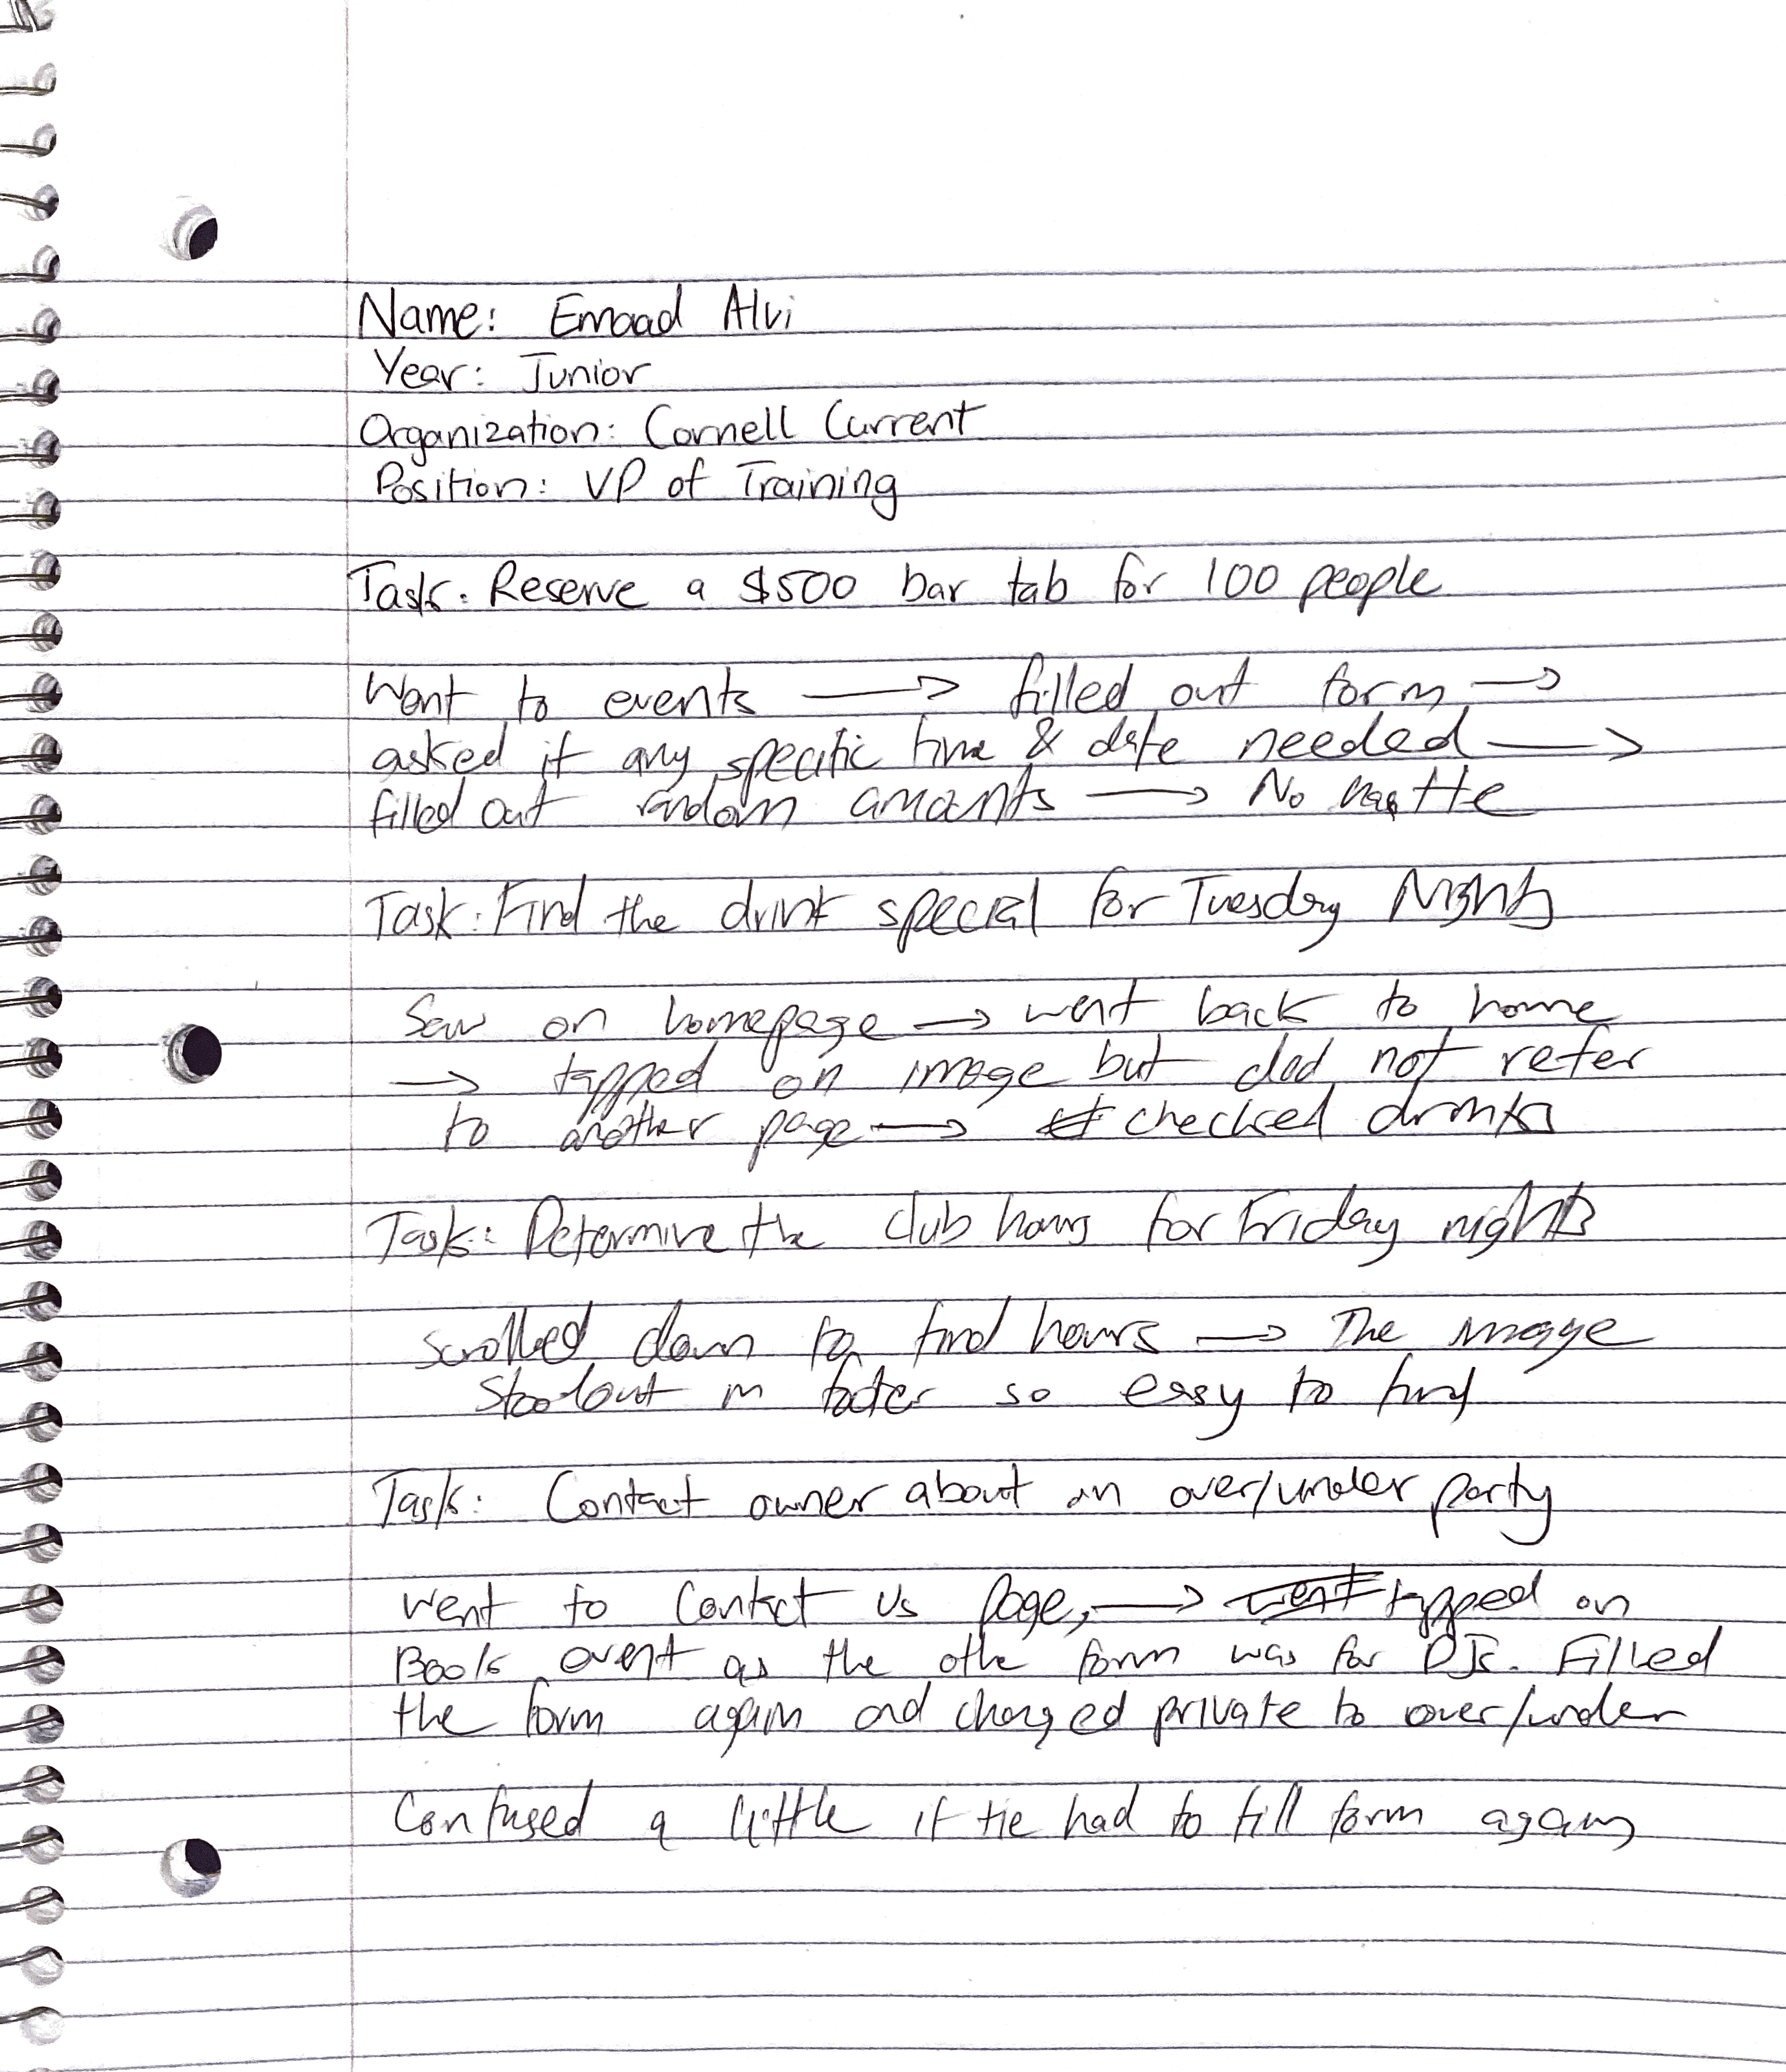 Name: Emaad Alvi
Year: Junior
Organization: Cornell Current
Position: VP of Training
Task: Reserve a $500 bar tab for 100 people
Went to events → filled out form →
asked if any specific time & date needed →
filled out random amounts → No
Task: Find the drink special for Tuesday Nights
Saw on homepage → went back to home
→ tapped on image but did not refer
to another page → checked drinks
Task: Determine the club hours for Friday nights
Scrolled down to find hours → The image
stood out in footer so easy to find
Task: Contact owner about an over/under party
went to Contact Us Page, → tapped on
Book event as the othe form was for DJs. Filled
the form again and changed private to over/under
Confused a little if he had to fill form again